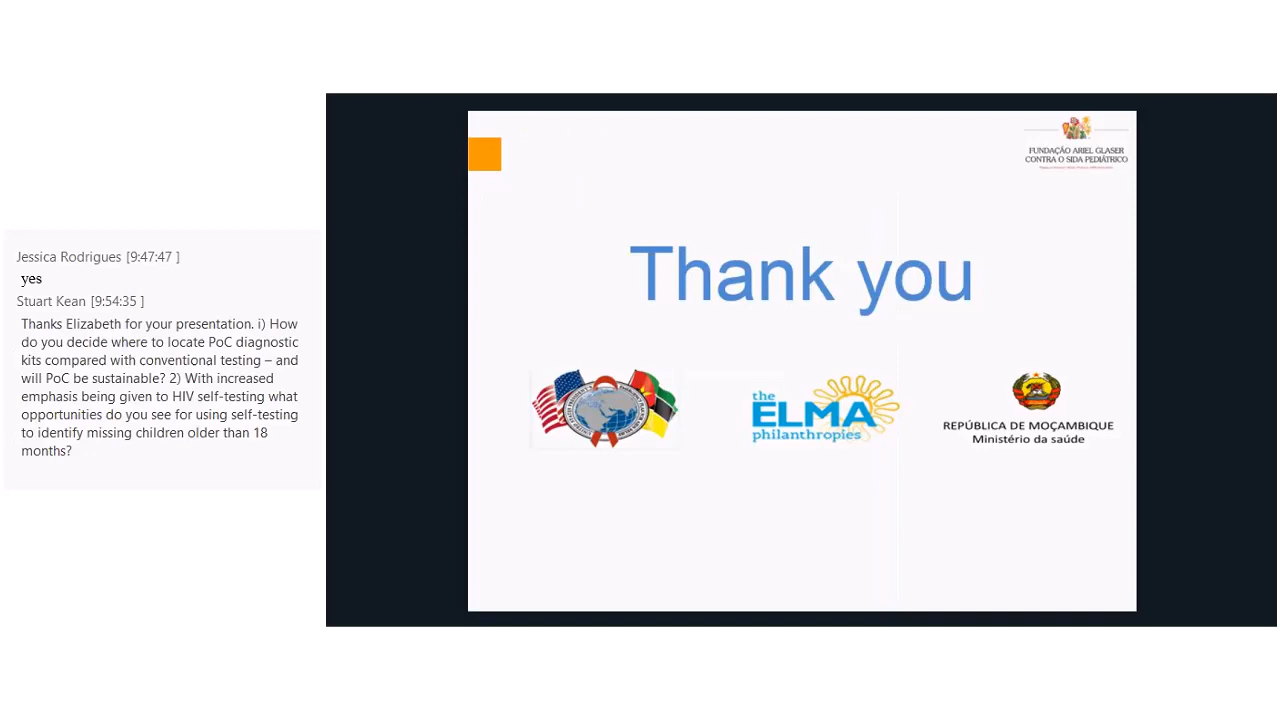 Jessica Rodrigues [9:47:47 ]
yes
Stuart Kean [9:54:35 ]
Thanks Elizabeth for your presentation. i) How
do you decide where to locate PoC diagnostic
kits compared with conventional testing – and
will PoC be sustainable? 2) With increased
emphasis being given to HIV self-testing what
opportunities do you see for using self-testing
to identify missing children older than 18
months?
FUNDAÇÃO ARIEL GLASER
CONTRA O SIDA PEDIÁTRICO
Thank you
the
ELMA
philanthropies
REPÚBLICA DE MOÇAMBIQUE
Ministério da saúde